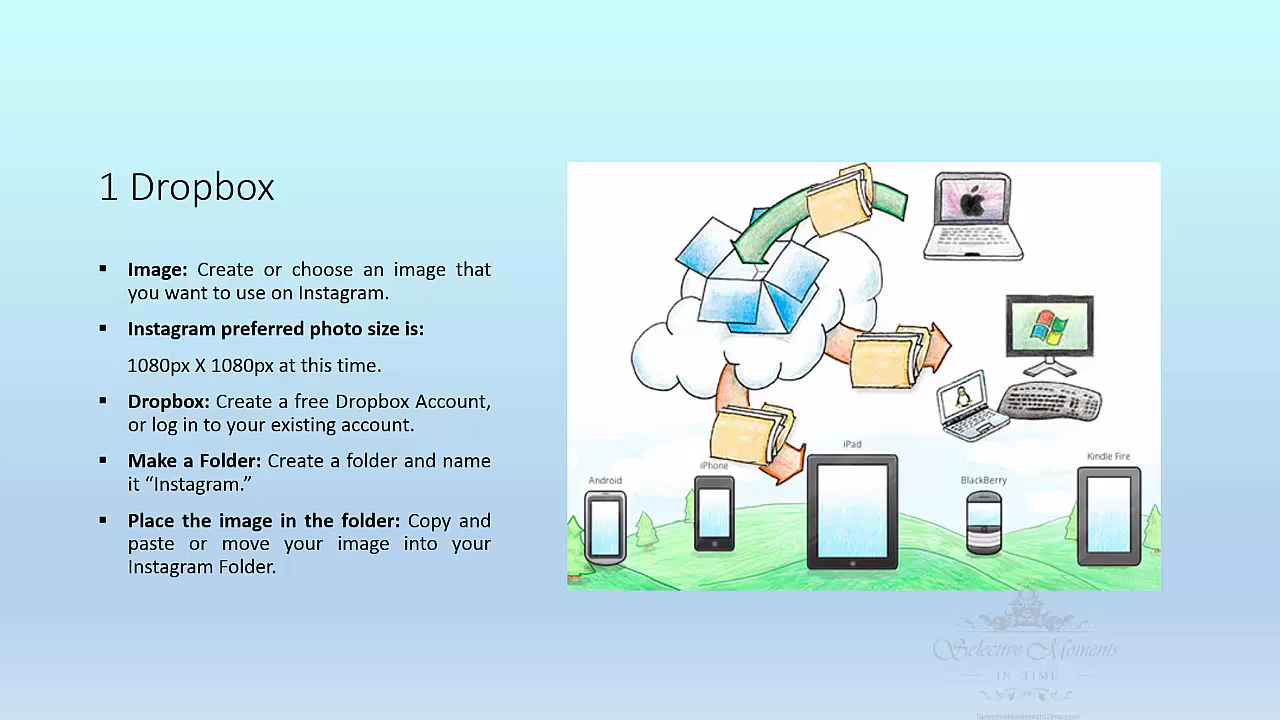 1 Dropbox
▪ Image: Create or choose an image that
you want to use on Instagram.
▪ Instagram preferred photo size is:
1080px X 1080px at this time.
▪ Dropbox: Create a free Dropbox Account,
or log in to your existing account.
▪ Make a Folder: Create a folder and name
it “Instagram.”
▪ Place the image in the folder: Copy and
paste or move your image into your
Instagram Folder.
iPad
Kindle Fire
iPhone
Android
BlackBerry
Selective Moments
IN TIME
SelectiveMomentsInTime.com